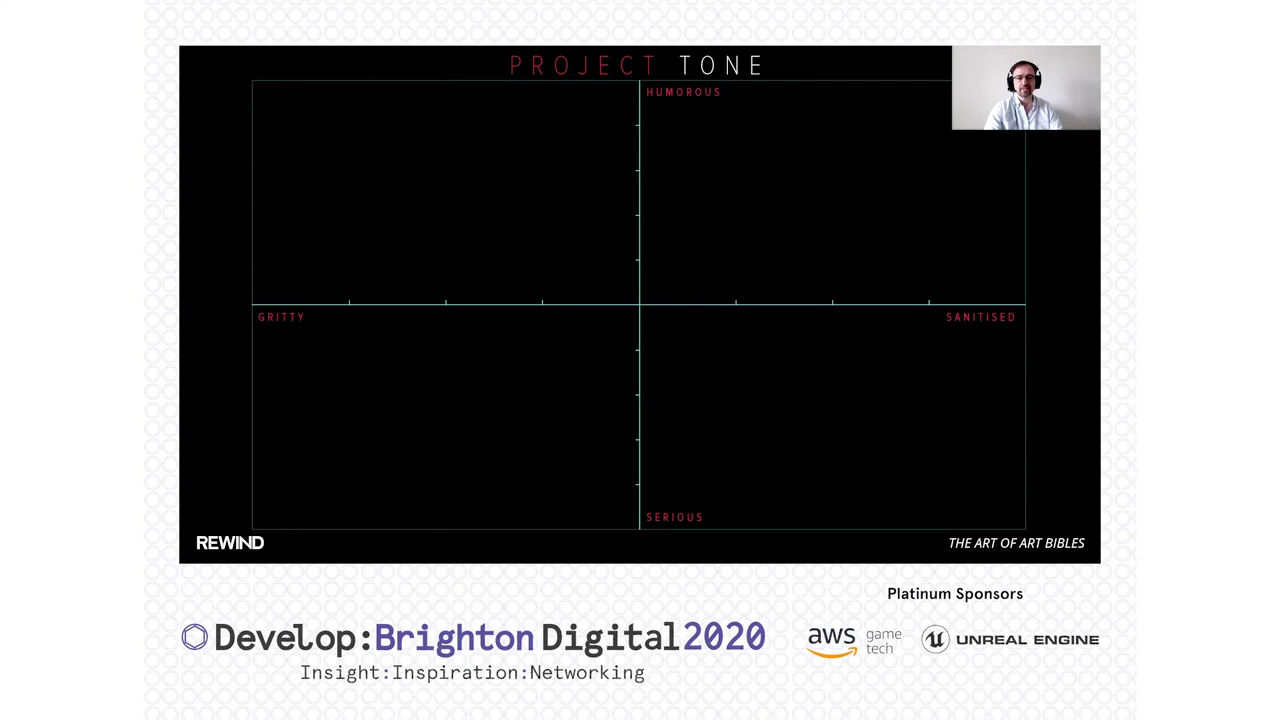 PROJECT TONE
HUMOROUS
GRITTY
SANITISED
SERIOUS
REWIND
THE ART OF ART BIBLES
Platinum Sponsors
Develop:Brighton Digital 2020
Insight:Inspiration:Networking
aws game tech
UNREAL ENGINE